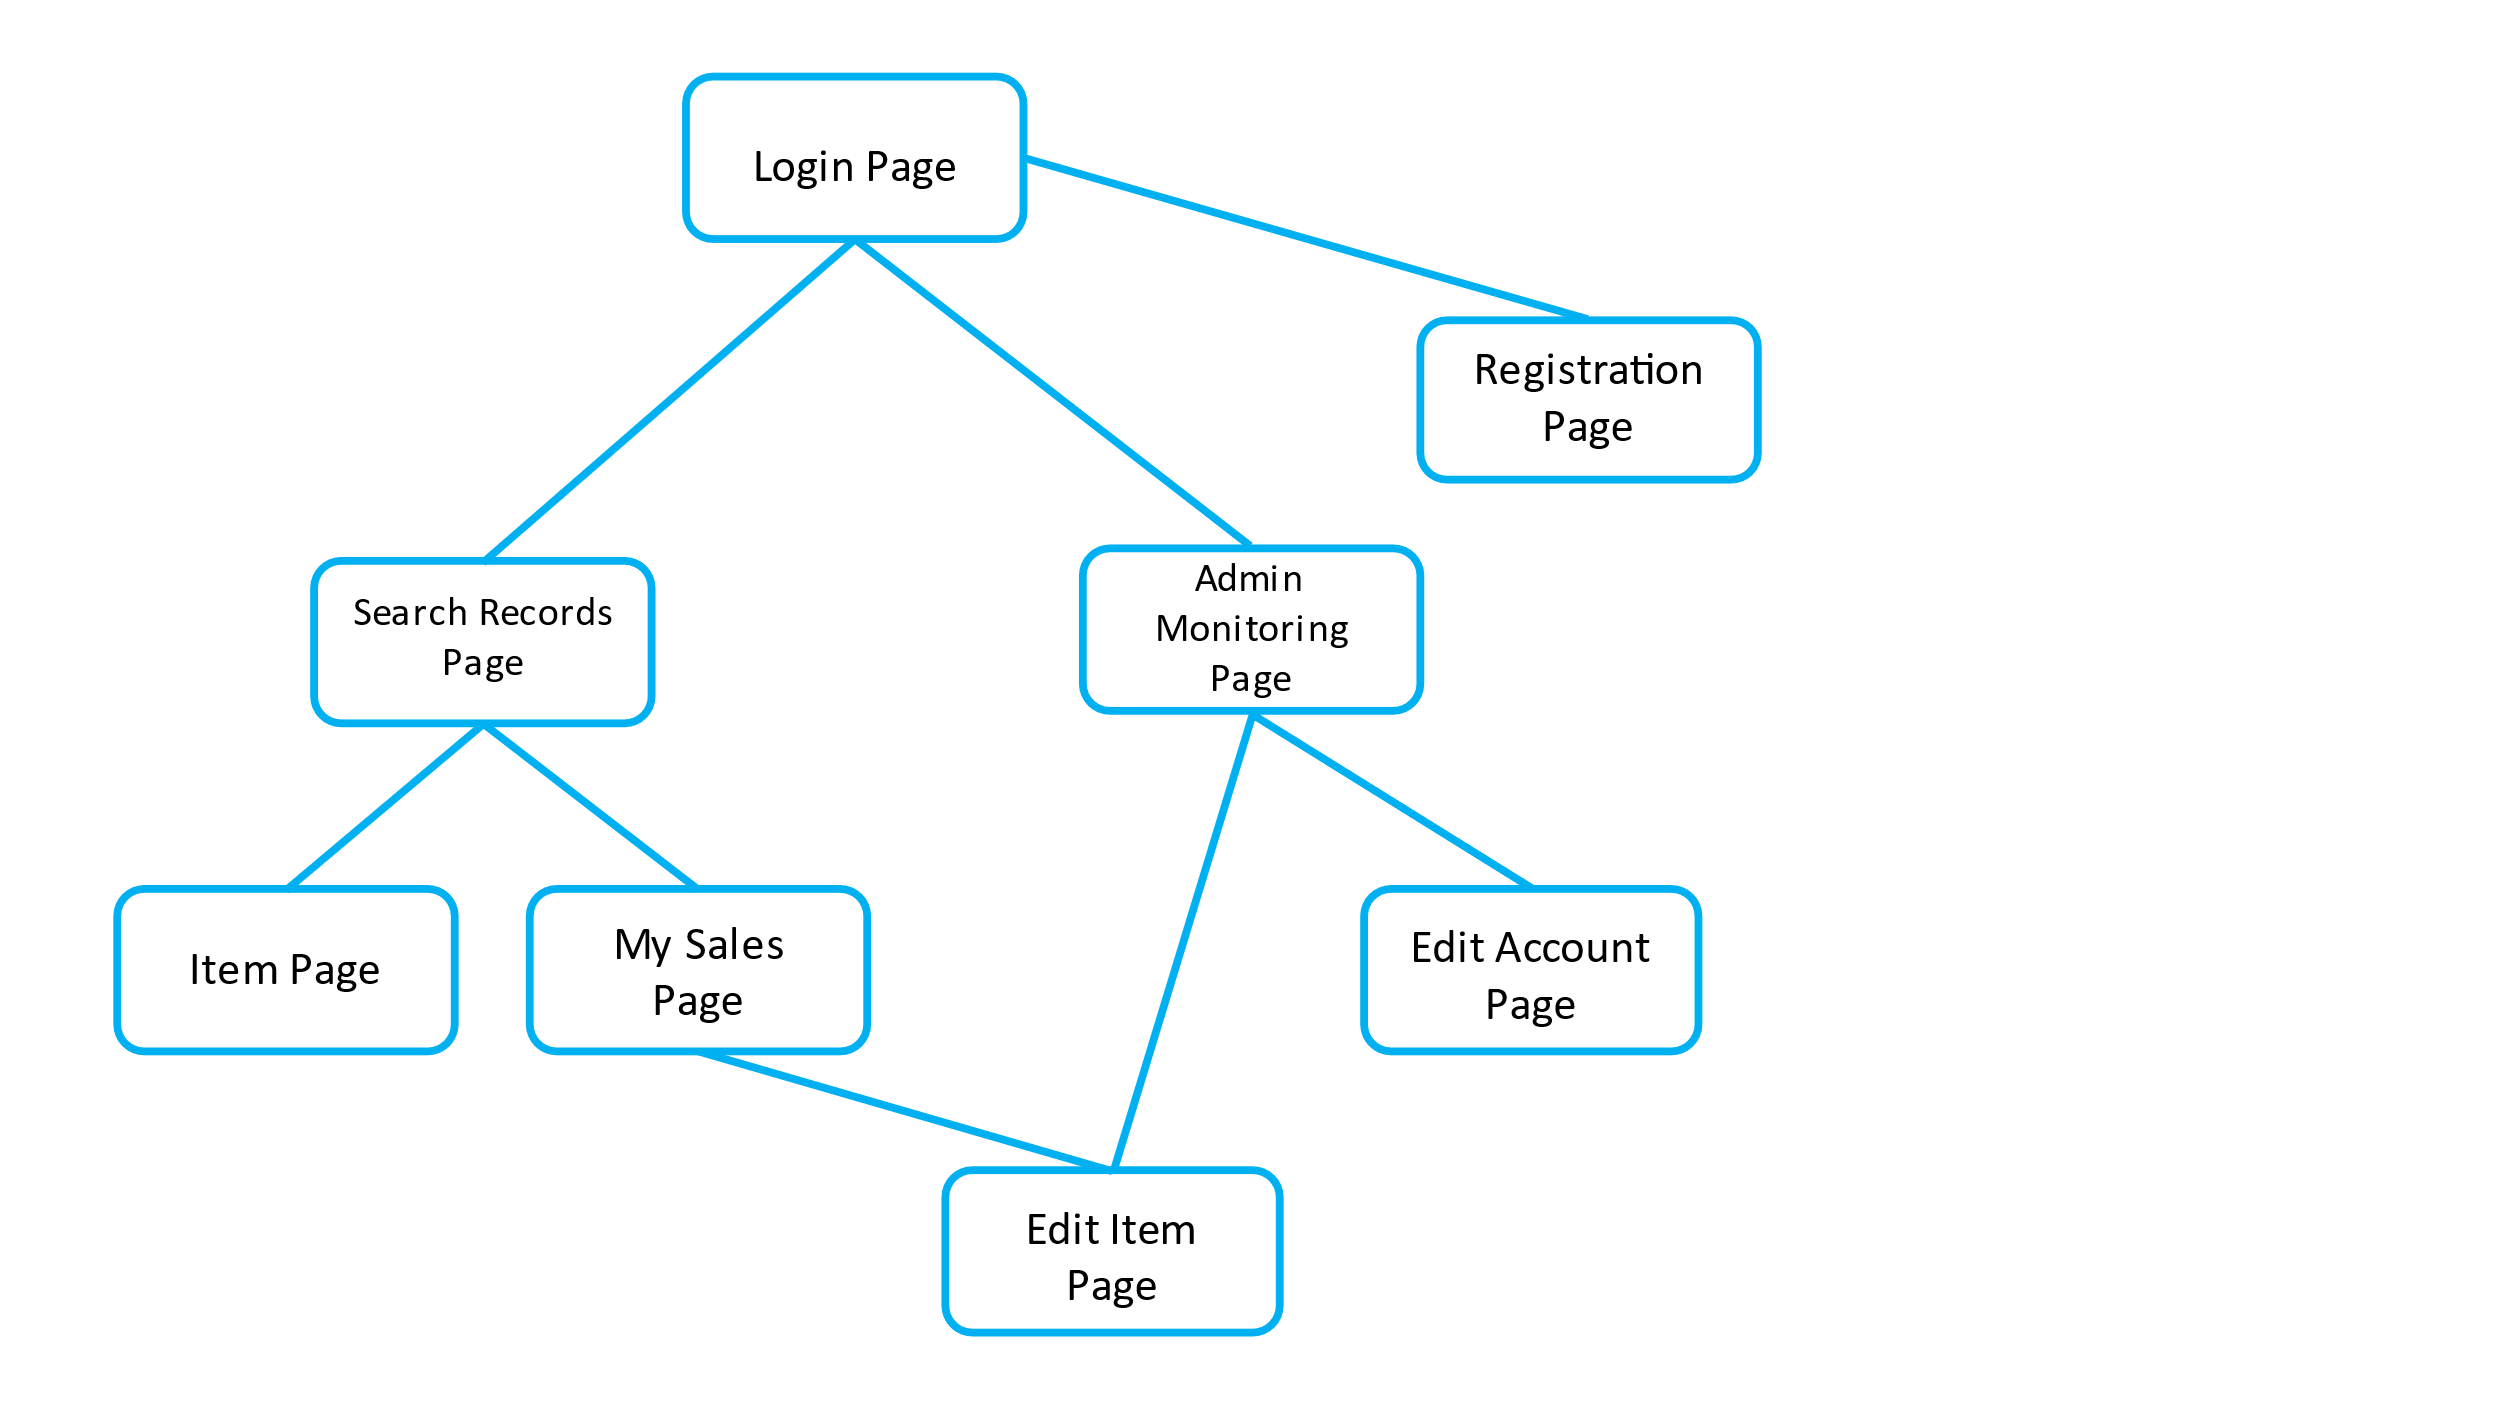 Login Page
Registration
Page
Search Records
Page
Admin
Monitoring
Page
Item Page
My Sales
Page
Edit Account
Page
Edit Item
Page